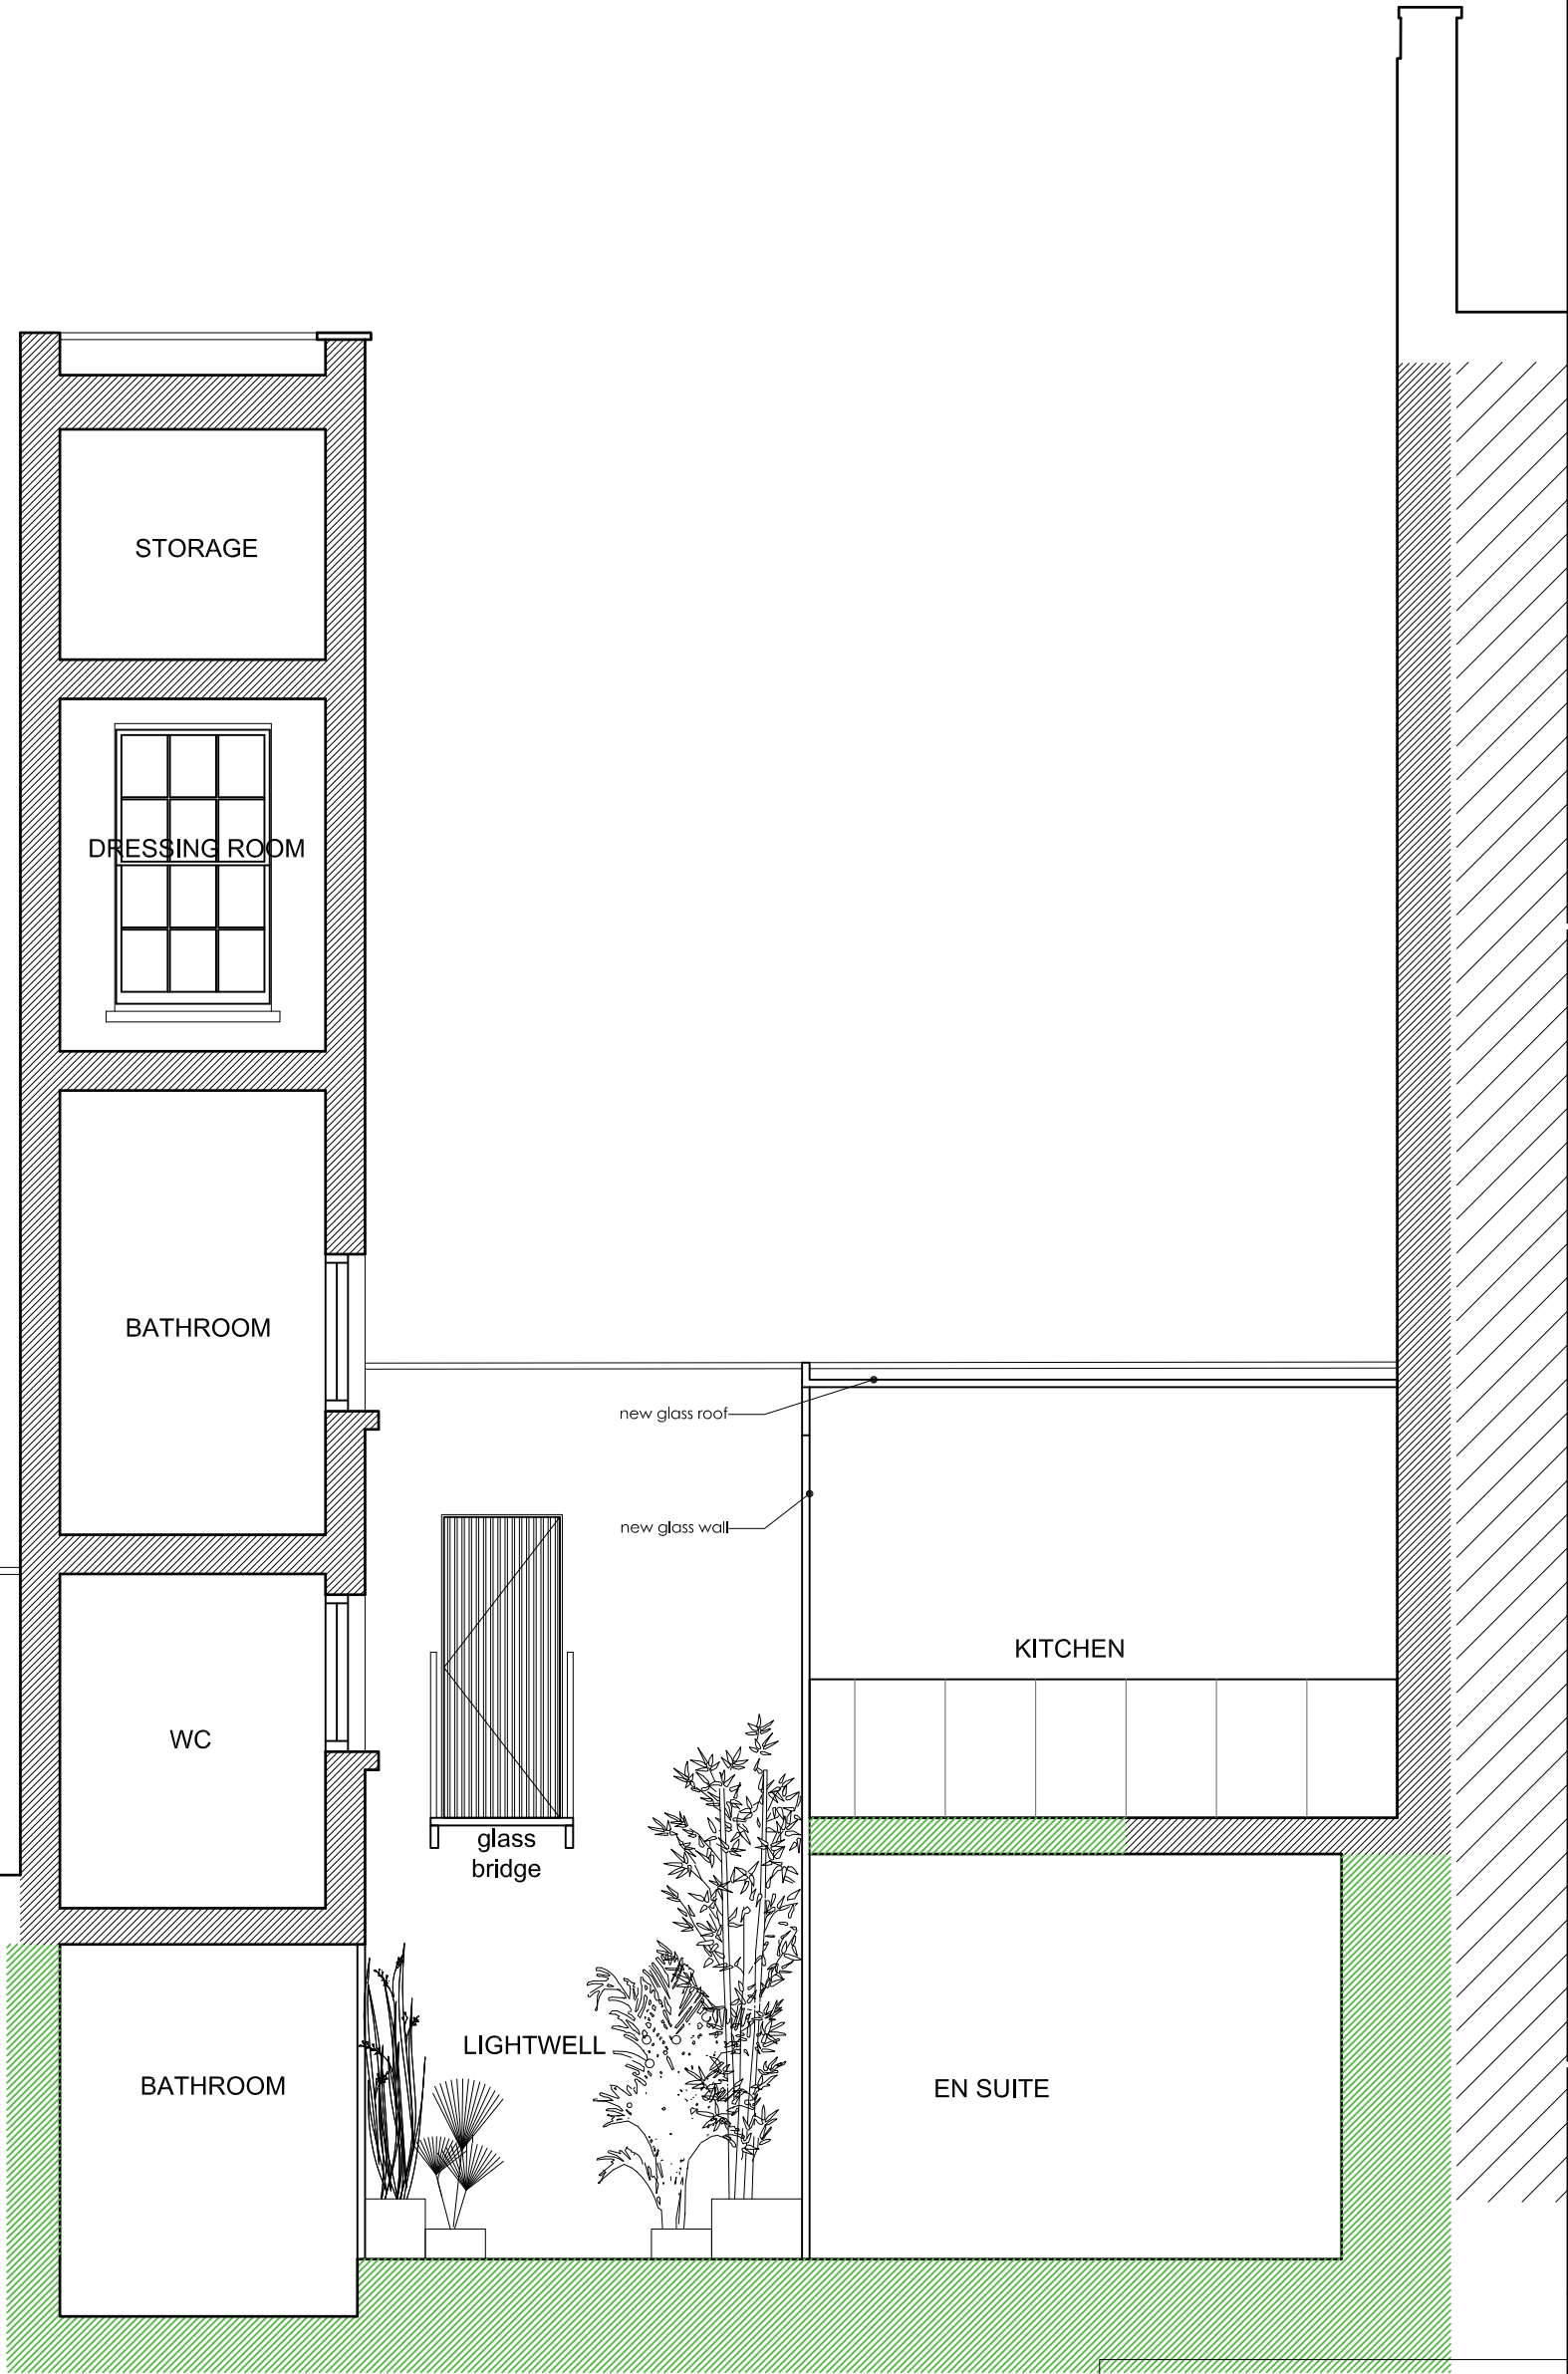 STORAGE
DRESSING ROOM
BATHROOM
new glass roof
new glass wall
KITCHEN
WC
glass
bridge
LIGHTWELL
BATHROOM
EN SUITE